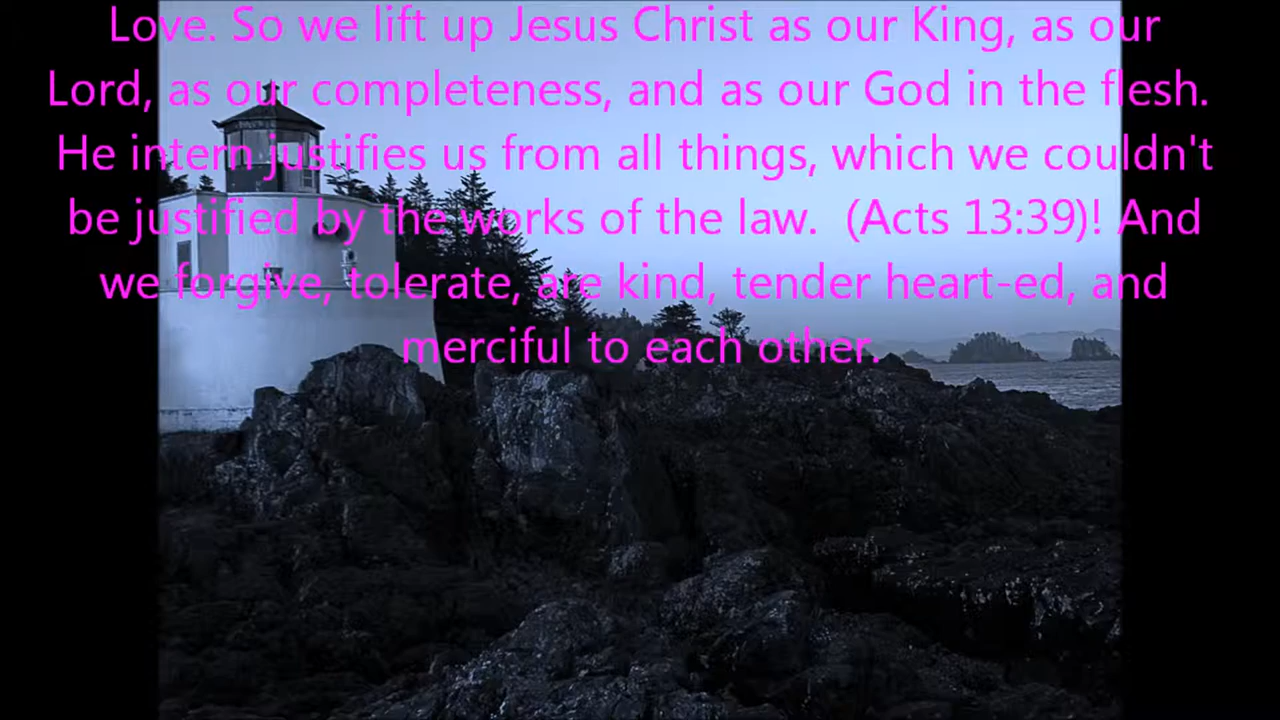 Love. So we lift up Jesus Christ as our King, as our
Lord, as our completeness, and as our God in the flesh.
He intern justifies us from all things, which we couldn't
be justified by the works of the law.  (Acts 13:39)! And
we forgive, tolerate, are kind, tender heart-ed, and
merciful to each other.